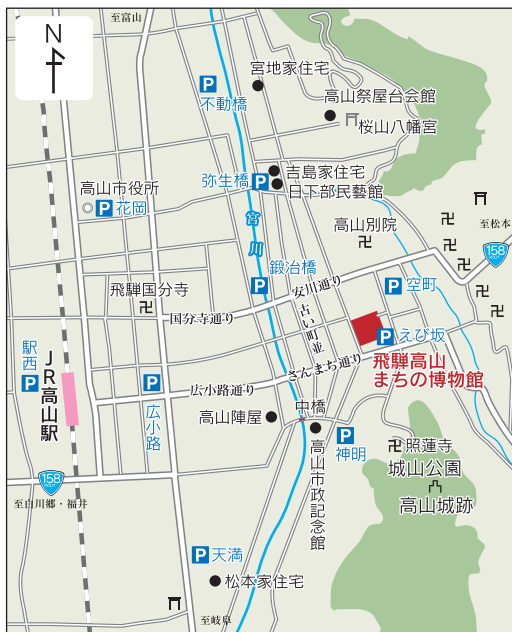 至富山
N
宮地家住宅
P
不動橋
高山祭屋台会館
桜山八幡宮
吉島家住宅
弥生橋 P
日下部民藝館
高山市役所
P 花岡
宮川
高山別院
至松本
158
ROUTE
鍛冶橋
P
安川通り
P 空町
飛騨国分寺
国分寺通り
古い町並
P えび坂
飛騨高山
まちの博物館
さんまち通り
駅西
P
JR高山駅
P
広小路
広小路通り
中橋
高山陣屋
P
神明
高山市政記念館
照蓮寺
城山公園
高山城跡
158
ROUTE
至白川郷・福井
P 天満
松本家住宅
至岐阜